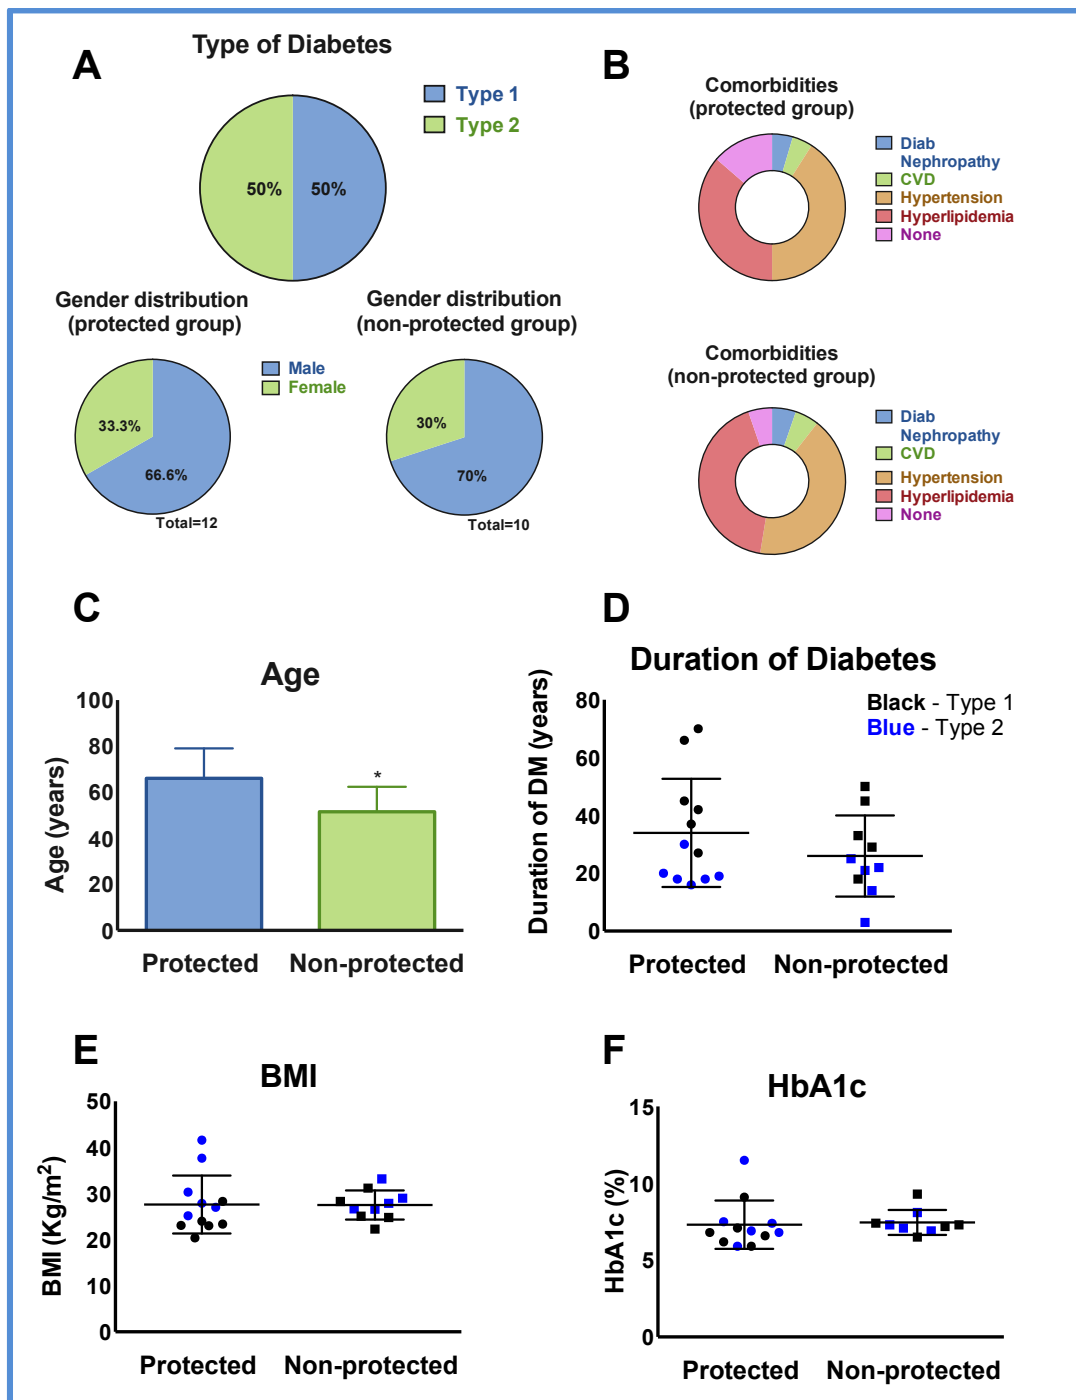 A
Type of Diabetes
Type 1
Type 2
50%
50%
Gender distribution
(protected group)
33.3%
66.6%
Total=12
Male
Female
Gender distribution
(non-protected group)
30%
70%
Total=10
B
Comorbidities
(protected group)
Diab
Nephropathy
CVD
Hypertension
Hyperlipidemia
None
Comorbidities
(non-protected group)
Diab
Nephropathy
CVD
Hypertension
Hyperlipidemia
None
C
Age
Age (years)
100
80
60
40
20
0
*
Protected
Non-protected
D
Duration of Diabetes
Black - Type 1
Blue - Type 2
Duration of DM (years)
80
60
40
20
0
Protected
Non-protected
E
BMI
BMI (Kg/m²)
50
40
30
20
10
0
Protected
Non-protected
F
HbA1c
HbA1c (%)
15
10
5
0
Protected
Non-protected